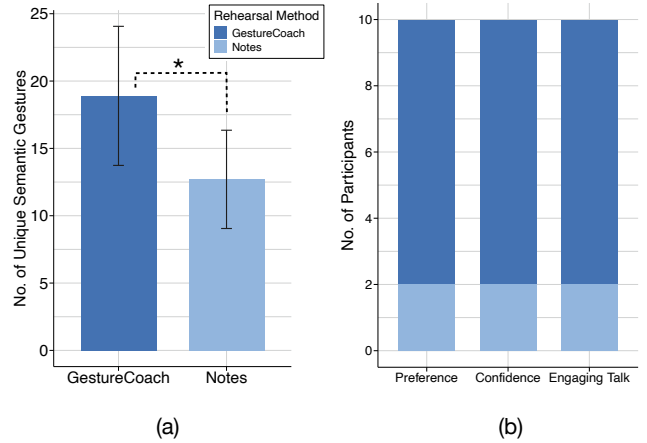 Rehearsal Method
GestureCoach
Notes
No. of Unique Semantic Gestures
25
20
15
10
5
0
*
GestureCoach Notes
(a)
No. of Participants
10
8
6
4
2
0
Preference Confidence Engaging Talk
(b)